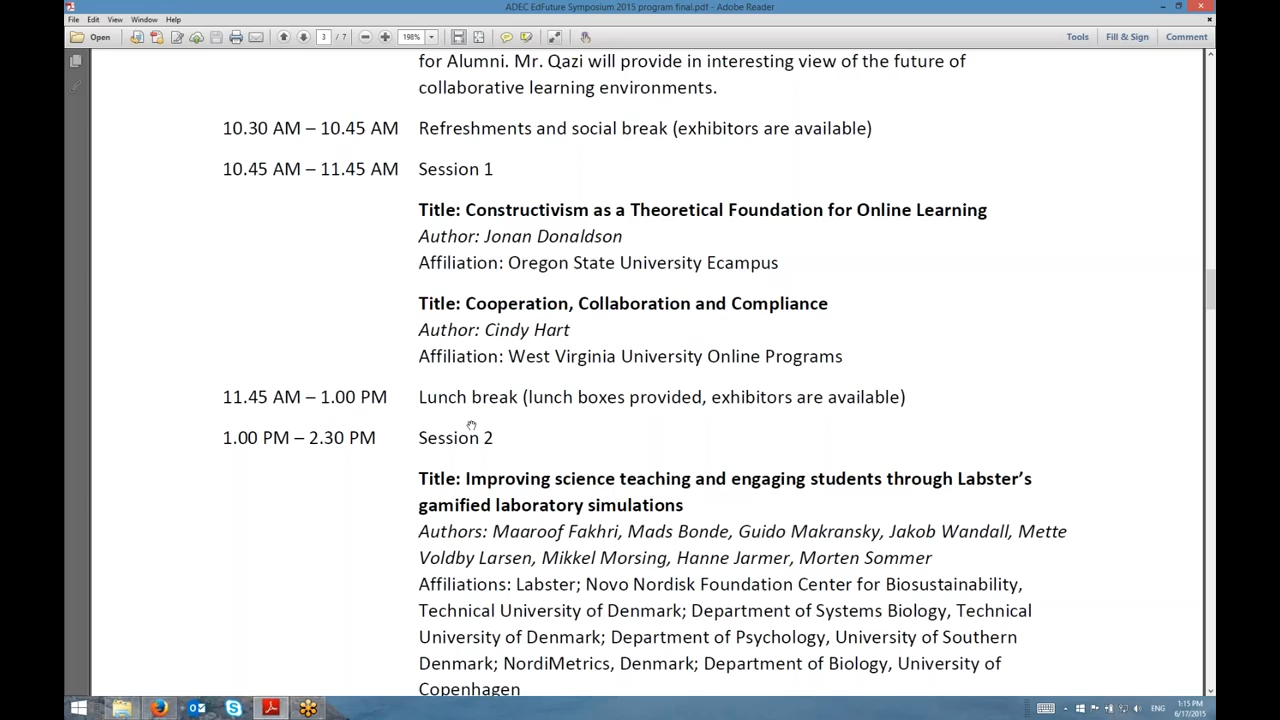 ADEC EdFuture Symposium 2015 program final.pdf - Adobe Reader
File Edit View Window Help
Open 3 / 7 198% Tools Fill & Sign Comment
for Alumni. Mr. Qazi will provide in interesting view of the future of
collaborative learning environments.
10.30 AM – 10.45 AM Refreshments and social break (exhibitors are available)
10.45 AM – 11.45 AM Session 1
Title: Constructivism as a Theoretical Foundation for Online Learning
Author: Jonan Donaldson
Affiliation: Oregon State University Ecampus
Title: Cooperation, Collaboration and Compliance
Author: Cindy Hart
Affiliation: West Virginia University Online Programs
11.45 AM – 1.00 PM Lunch break (lunch boxes provided, exhibitors are available)
1.00 PM – 2.30 PM Session 2
Title: Improving science teaching and engaging students through Labster’s
gamified laboratory simulations
Authors: Maaroof Fakhri, Mads Bonde, Guido Makransky, Jakob Wandall, Mette
Voldby Larsen, Mikkel Morsing, Hanne Jarmer, Morten Sommer
Affiliations: Labster; Novo Nordisk Foundation Center for Biosustainability,
Technical University of Denmark; Department of Systems Biology, Technical
University of Denmark; Department of Psychology, University of Southern
Denmark; NordiMetrics, Denmark; Department of Biology, University of
Copenhagen
ENG 1:15 PM
6/17/2015